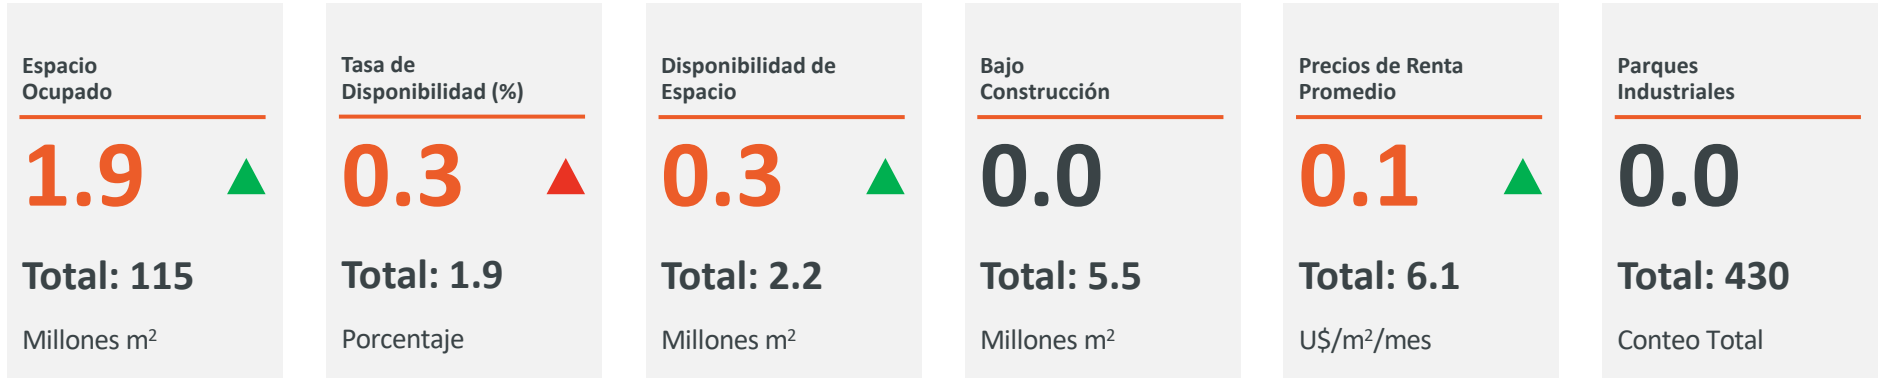 Espacio
Ocupado
1.9
Total: 115
Millones m²
Tasa de
Disponibilidad (%)
0.3
Total: 1.9
Porcentaje
Disponibilidad de
Espacio
0.3
Total: 2.2
Millones m²
Bajo
Construcción
0.0
Total: 5.5
Millones m²
Precios de Renta
Promedio
0.1
Total: 6.1
U$/m²/mes
Parques
Industriales
0.0
Total: 430
Conteo Total